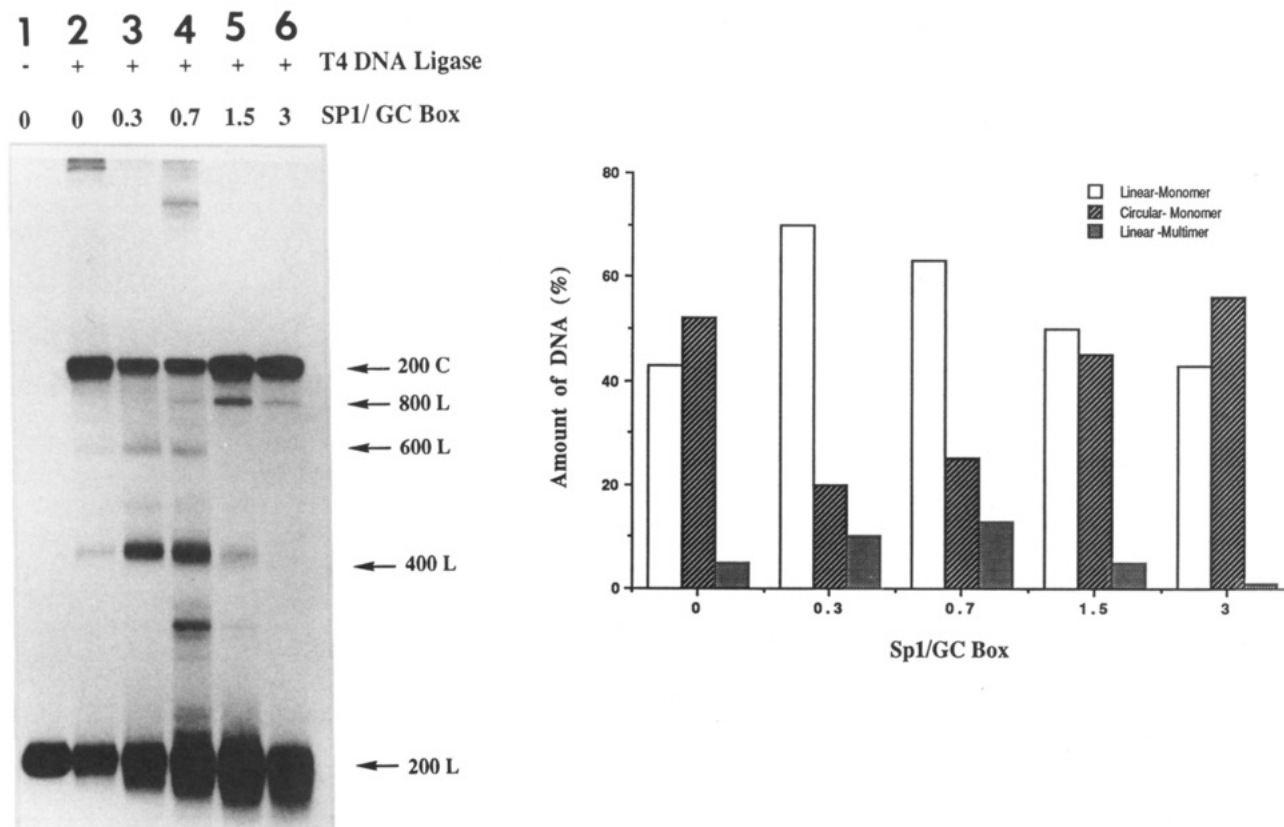 1 2 3 4 5 6
- + + + + + T4 DNA Ligase
0 0 0.3 0.7 1.5 3 SP1/ GC Box
200 C
800 L
600 L
400 L
200 L
80
60
40
20
0
Amount of DNA (%)
Linear-Monomer
Circular- Monomer
Linear -Multimer
0 0.3 0.7 1.5 3
Sp1/GC Box